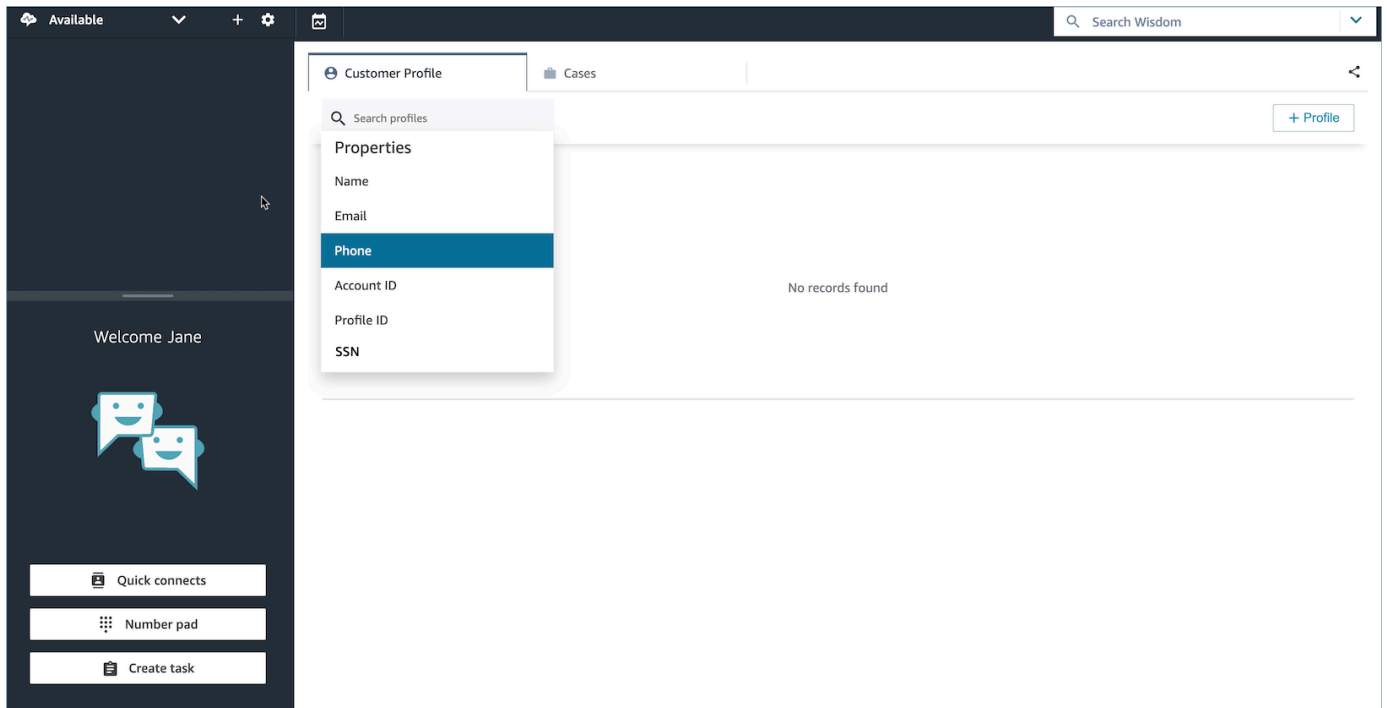 Available
Search Wisdom
Customer Profile
Cases
Search profiles
+ Profile
Properties
Name
Email
Phone
Account ID
Profile ID
SSN
No records found
Welcome Jane
Quick connects
Number pad
Create task